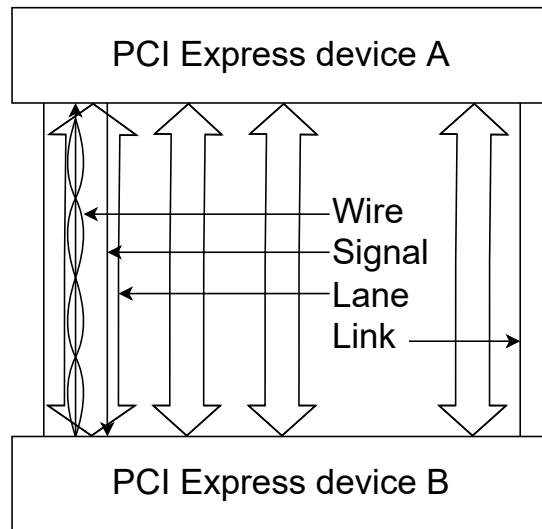 PCI Express device A
Wire
Signal
Lane
Link
PCI Express device B